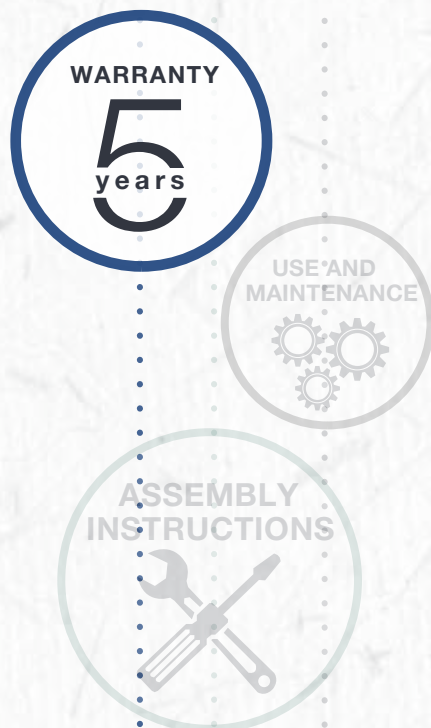 WARRANTY
5
years
USE AND
MAINTENANCE
ASSEMBLY
INSTRUCTIONS